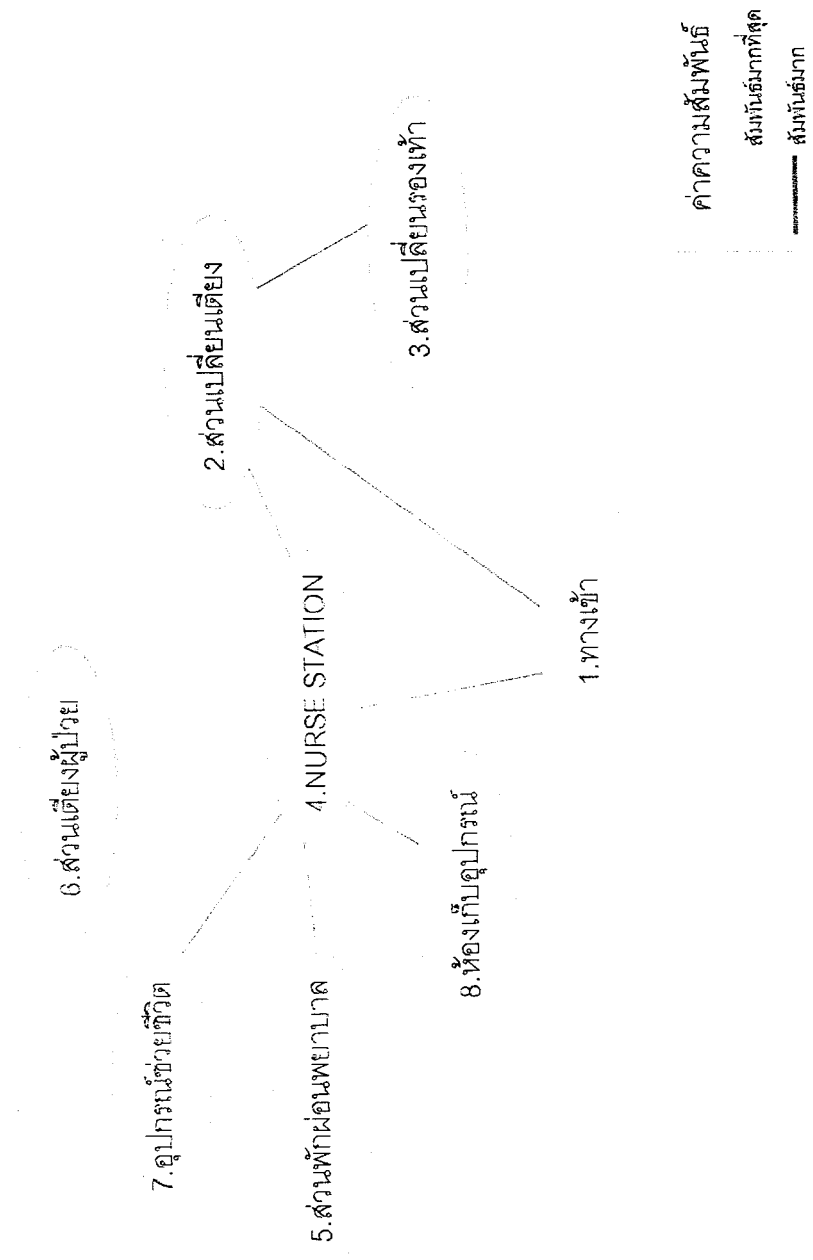 6.ส่วนเตียงผู้ป่วย
7.อุปกรณ์ช่วยชีวิต
2.ส่วนเปลี่ยนเตียง
4.NURSE STATION
5.ส่วนพักผ่อนพยาบาล
3.ส่วนเปลี่ยนรองเท้า
8.ห้องเก็บอุปกรณ์
1.ทางเข้า
ค่าความสัมพันธ์
สัมพันธ์มากที่สุด
สัมพันธ์มาก